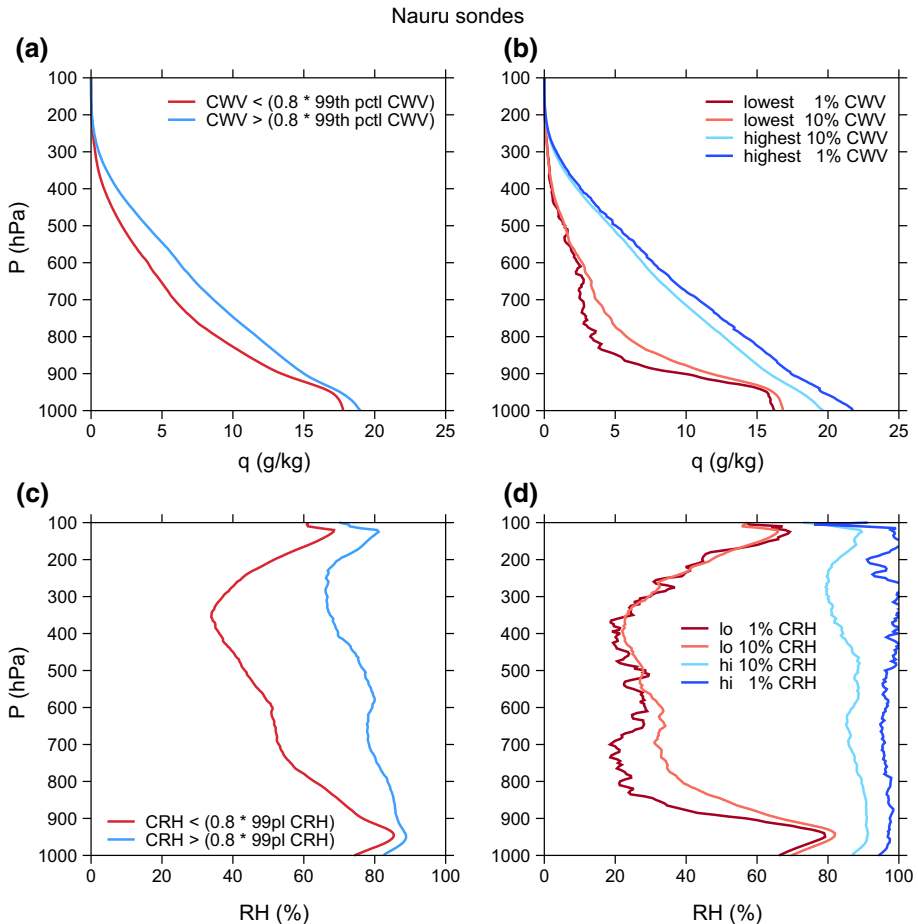 Nauru sondes
(a)
(b)
100
200
300
400
500
600
700
800
900
1000
P (hPa)
CWV < (0.8 * 99th pctl CWV)
CWV > (0.8 * 99th pctl CWV)
0 5 10 15 20 25
q (g/kg)
100
200
300
400
500
600
700
800
900
1000
P (hPa)
lowest 1% CWV
lowest 10% CWV
highest 10% CWV
highest 1% CWV
0 5 10 15 20 25
q (g/kg)
(c)
(d)
100
200
300
400
500
600
700
800
900
1000
P (hPa)
CRH < (0.8 * 99pl CRH)
CRH > (0.8 * 99pl CRH)
0 20 40 60 80 100
RH (%)
100
200
300
400
500
600
700
800
900
1000
P (hPa)
lo 1% CRH
lo 10% CRH
hi 10% CRH
hi 1% CRH
0 20 40 60 80 100
RH (%)